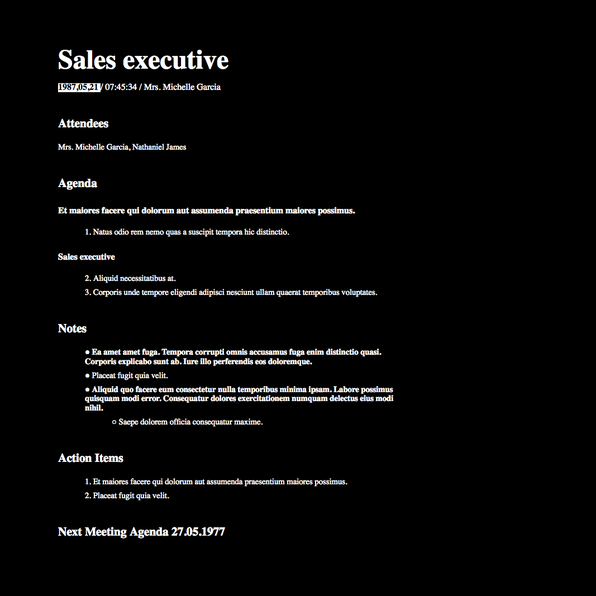 Sales executive
1987,05,21 / 07:45:34 / Mrs. Michelle Garcia
Attendees
Mrs. Michelle Garcia, Nathaniel James
Agenda
Et maiores facere qui dolorum aut assumenda praesentium maiores possimus.
1. Natus odio rem nemo quas a suscipit tempora hic distinctio.
Sales executive
2. Aliquid necessitatibus at.
3. Corporis unde tempore eligendi adipisci nesciunt ullam quaerat temporibus voluptates.
Notes
● Ea amet amet fuga. Tempora corrupti omnis accusamus fuga enim distinctio quasi.
Corporis explicabo sunt ab. Iure illo perferendis eos doloremque.
● Placeat fugit quia velit.
● Aliquid quo facere eum consectetur nulla temporibus minima ipsam. Labore possimus
quisquam modi error. Consequatur dolores exercitationem numquam delectus eius modi
nihil.
○ Saepe dolorem officia consequatur maxime.
Action Items
1. Et maiores facere qui dolorum aut assumenda praesentium maiores possimus.
2. Placeat fugit quia velit.
Next Meeting Agenda 27.05.1977